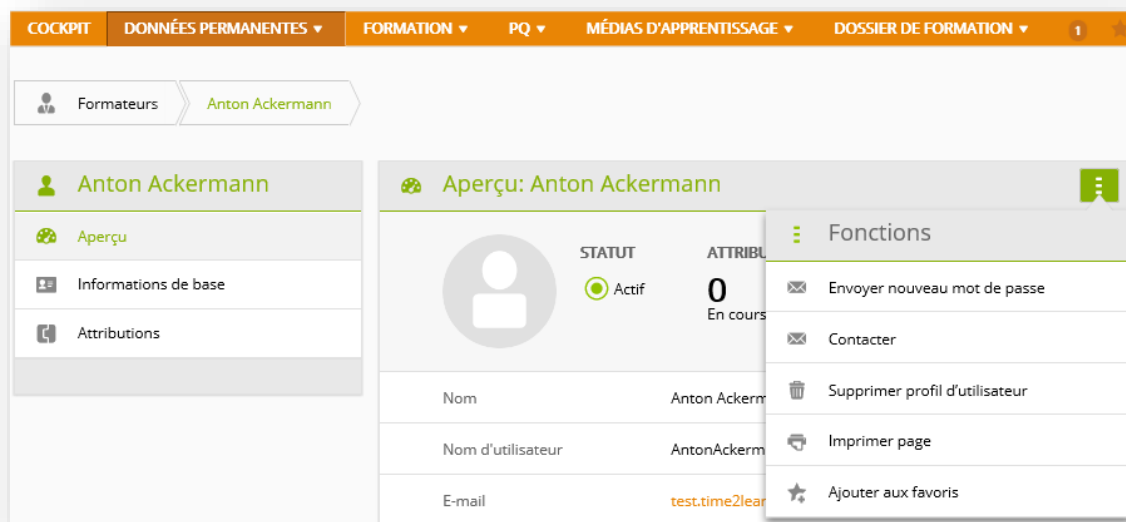 COCKPIT DONNÉES PERMANENTES ▼ FORMATION ▼ PQ ▼ MÉDIAS D'APPRENTISSAGE ▼ DOSSIER DE FORMATION ▼ 1
Formateurs Anton Ackermann
Anton Ackermann
Aperçu
Informations de base
Attributions
Aperçu: Anton Ackermann
STATUT
Actif
0
En cours
Nom Anton
Nom d'utilisateur
E-mail
Fonctions
Envoyer nouveau mot de passe
Contacter
Supprimer profil d'utilisateur
Imprimer page
Ajouter aux favoris